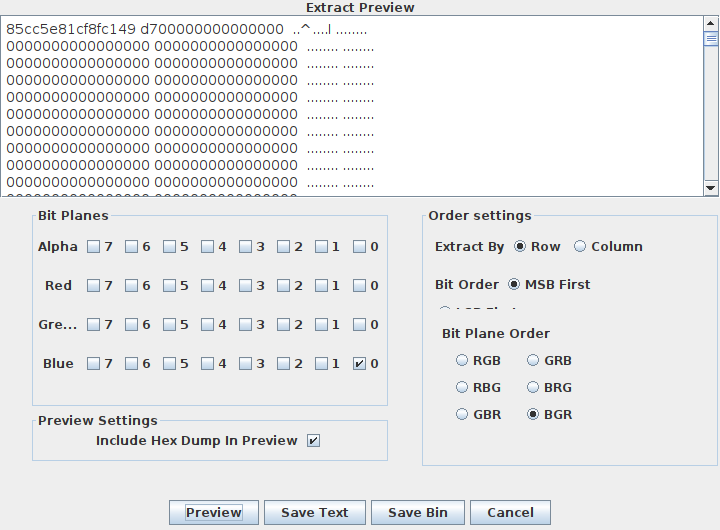 Extract Preview
85cc5e81cf8fc149 d700000000000000 ..^....I ........
0000000000000000 0000000000000000 ........ ........
0000000000000000 0000000000000000 ........ ........
0000000000000000 0000000000000000 ........ ........
0000000000000000 0000000000000000 ........ ........
0000000000000000 0000000000000000 ........ ........
0000000000000000 0000000000000000 ........ ........
0000000000000000 0000000000000000 ........ ........
0000000000000000 0000000000000000 ........ ........
0000000000000000 0000000000000000 ........ ........
Bit Planes
Alpha 7 6 5 4 3 2 1 0
Red 7 6 5 4 3 2 1 0
Gre... 7 6 5 4 3 2 1 0
Blue 7 6 5 4 3 2 1 0
Preview Settings
Include Hex Dump In Preview
Order settings
Extract By Row Column
Bit Order MSB First
Bit Plane Order
RGB GRB
RBG BRG
GBR BGR
Preview Save Text Save Bin Cancel